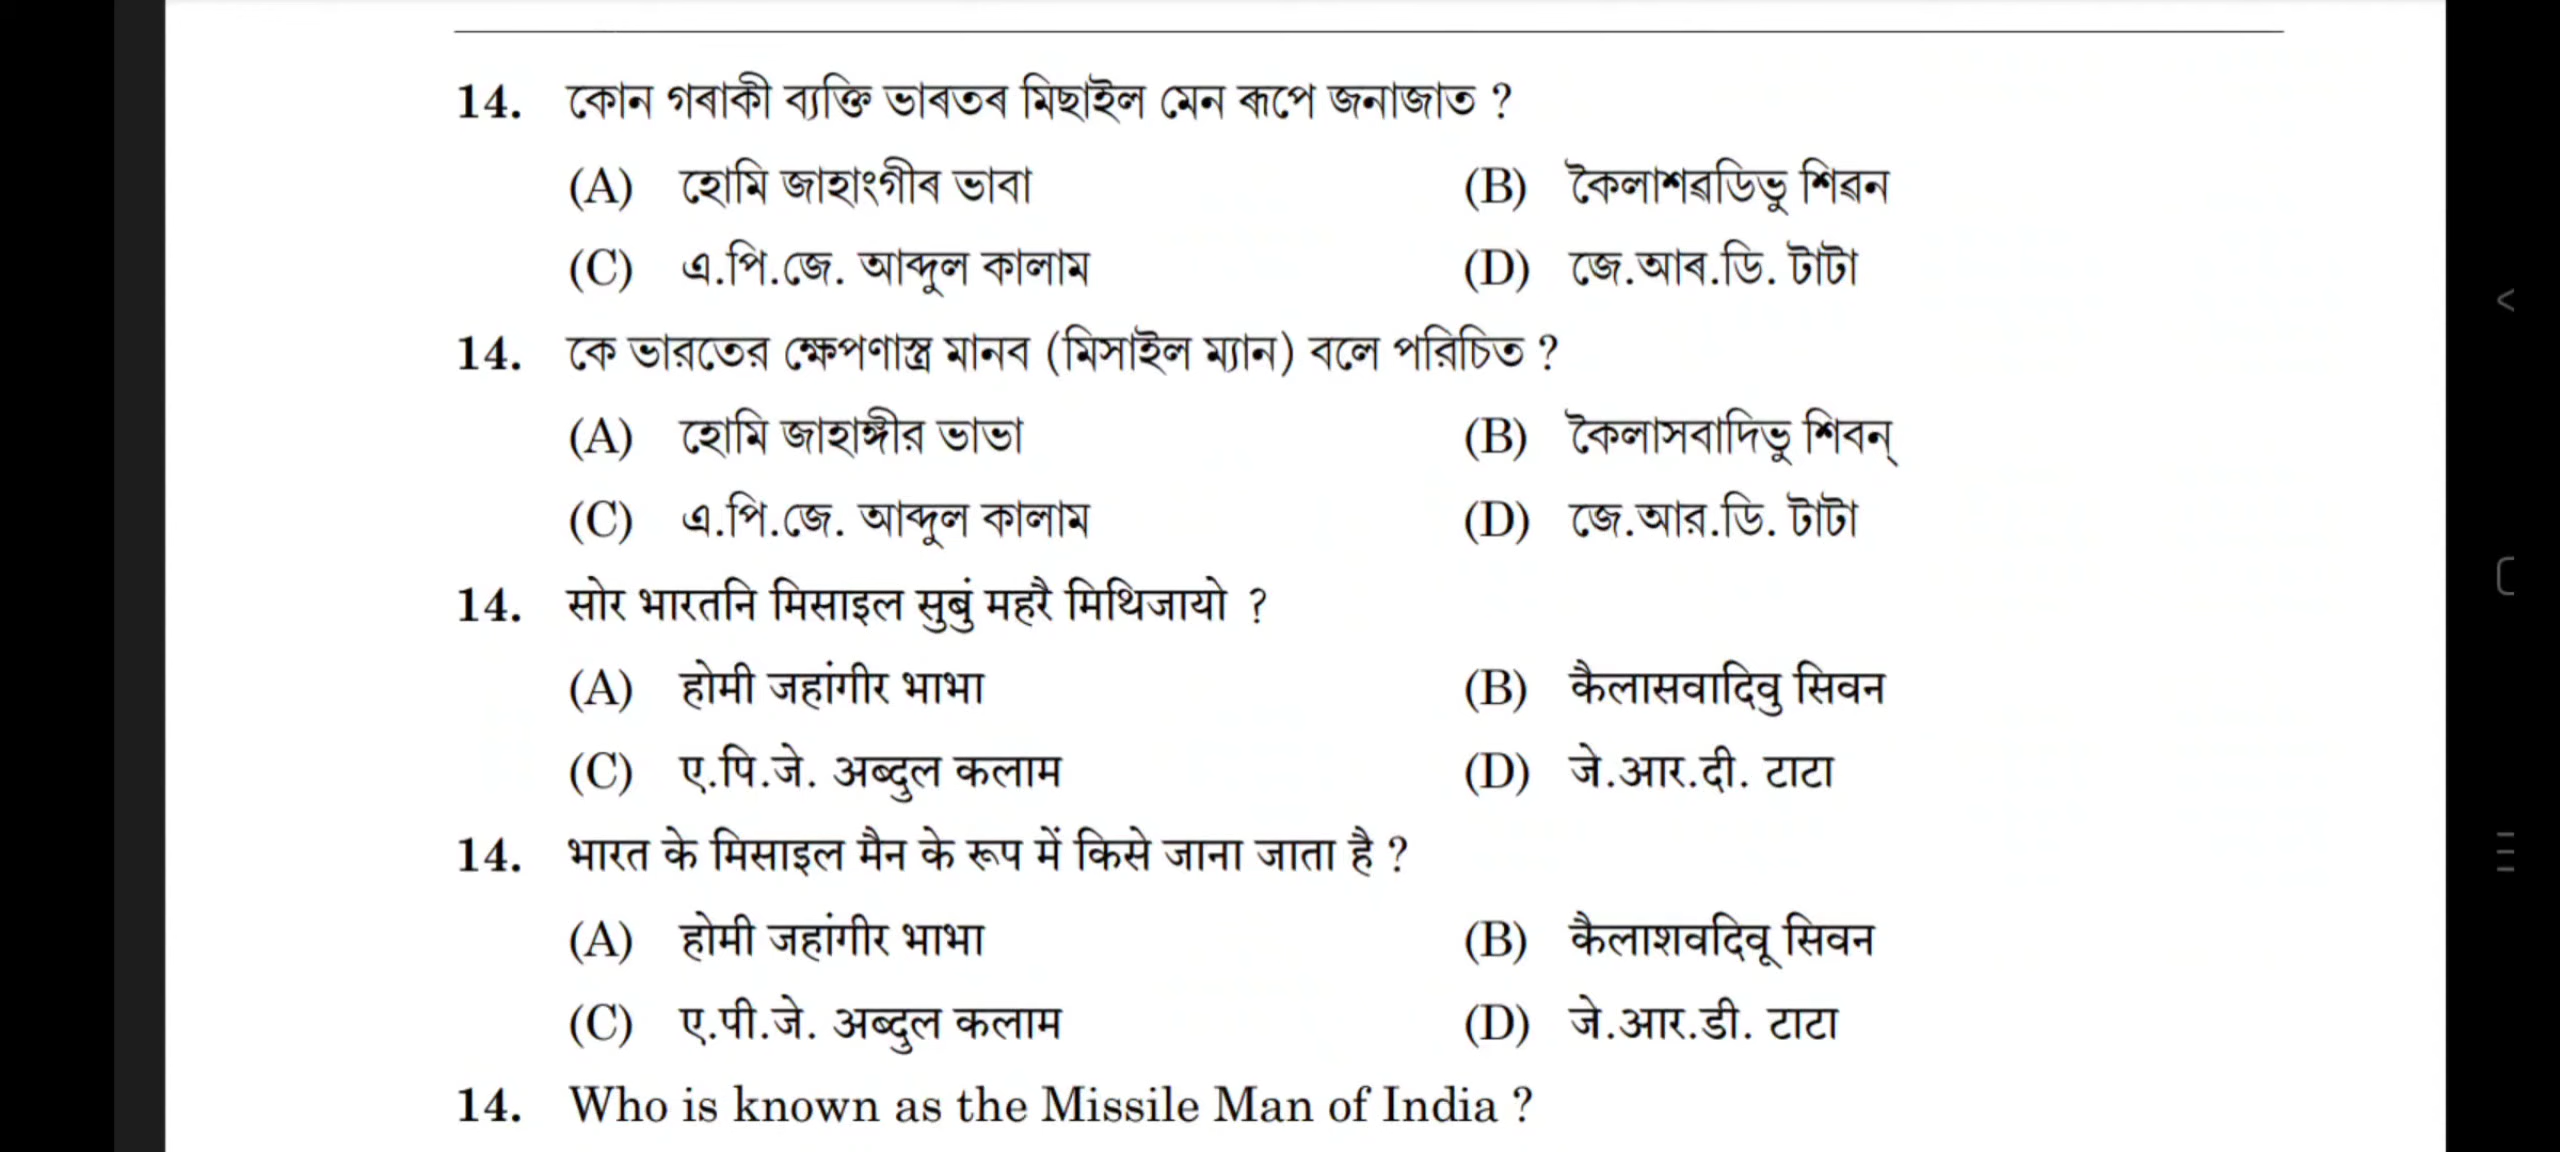 14. কোন গৰাকী ব্যক্তি ভাৰতৰ মিছাইল মেন ৰূপে জনাজাত ?
(A) হোমি জাহাংগীৰ ভাবা (B) কৈলাশৱডিভু শিৱন
(C) এ.পি.জে. আব্দুল কালাম (D) জে.আৰ.ডি. টাটা
14. কে ভারতের ক্ষেপণাস্ত্র মানব (মিসাইল ম্যান) বলে পরিচিত ?
(A) হোমি জাহাঙ্গীর ভাভা (B) কৈলাসবাদিভু শিবন্
(C) এ.পি.জে. আব্দুল কালাম (D) জে.আর.ডি. টাটা
14. सोर भारतनि मिसाइल सुबुं महरै मिथिजायो ?
(A) होमी जहांगीर भाभा (B) कैलासवादिवु सिवन
(C) ए.पि.जे. अब्दुल कलाम (D) जे.आर.दी. टाटा
14. भारत के मिसाइल मैन के रूप में किसे जाना जाता है ?
(A) होमी जहांगीर भाभा (B) कैलाशवदिवू सिवन
(C) ए.पी.जे. अब्दुल कलाम (D) जे.आर.डी. टाटा
14. Who is known as the Missile Man of India ?